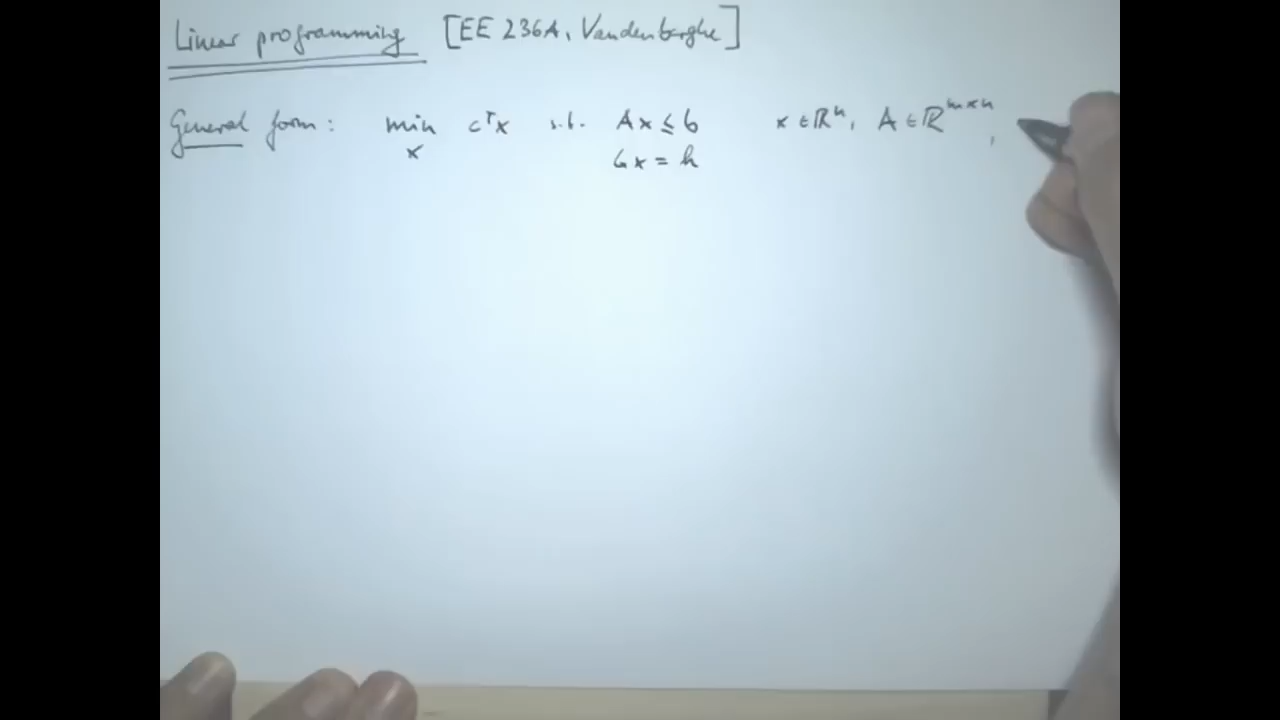 Linear programming [EE 236A, Vandenberghe]
General form: min cᵀx s.t. Ax ≤ b x ∈ ℝⁿ, A ∈ ℝᵐˣⁿ,
x Gx = h